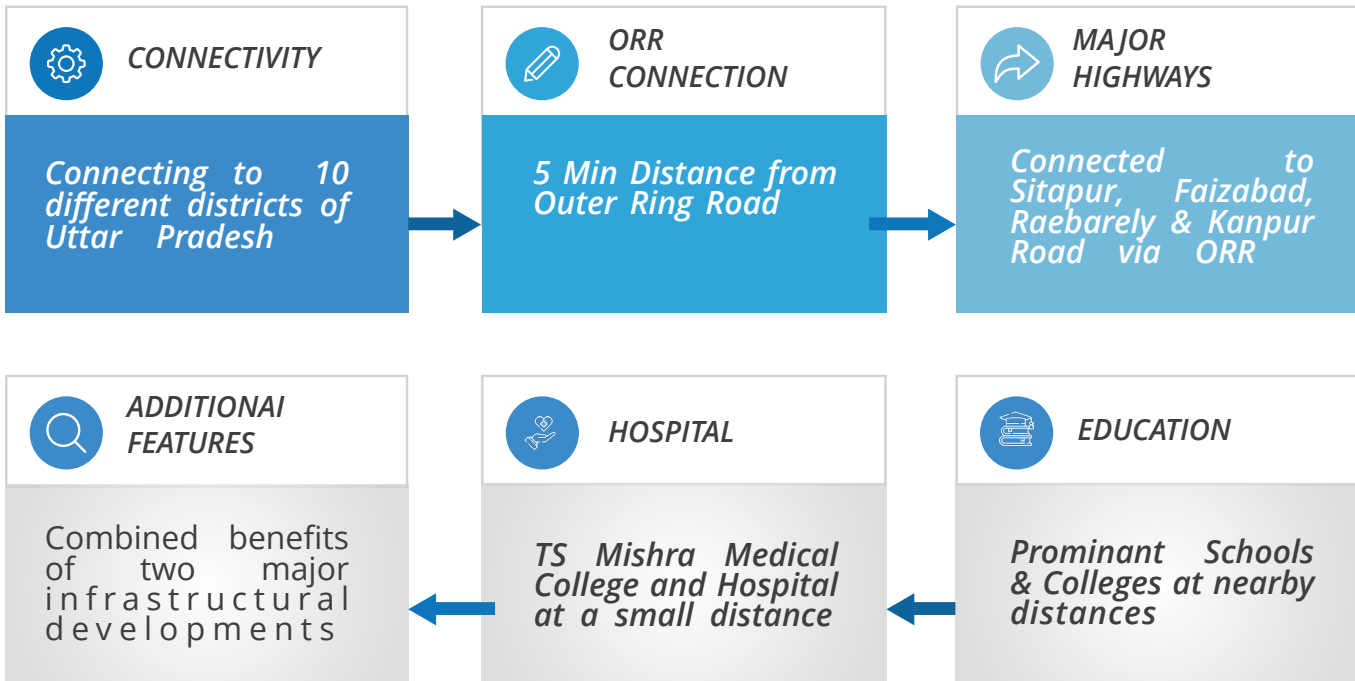 CONNECTIVITY
Connecting to 10
different districts of
Uttar Pradesh
ORR
CONNECTION
5 Min Distance from
Outer Ring Road
MAJOR
HIGHWAYS
Connected to
Sitapur, Faizabad,
Raebarely & Kanpur
Road via ORR
ADDITIONAI
FEATURES
Combined benefits
of two major
infrastructural
developments
HOSPITAL
TS Mishra Medical
College and Hospital
at a small distance
EDUCATION
Prominant Schools
& Colleges at nearby
distances